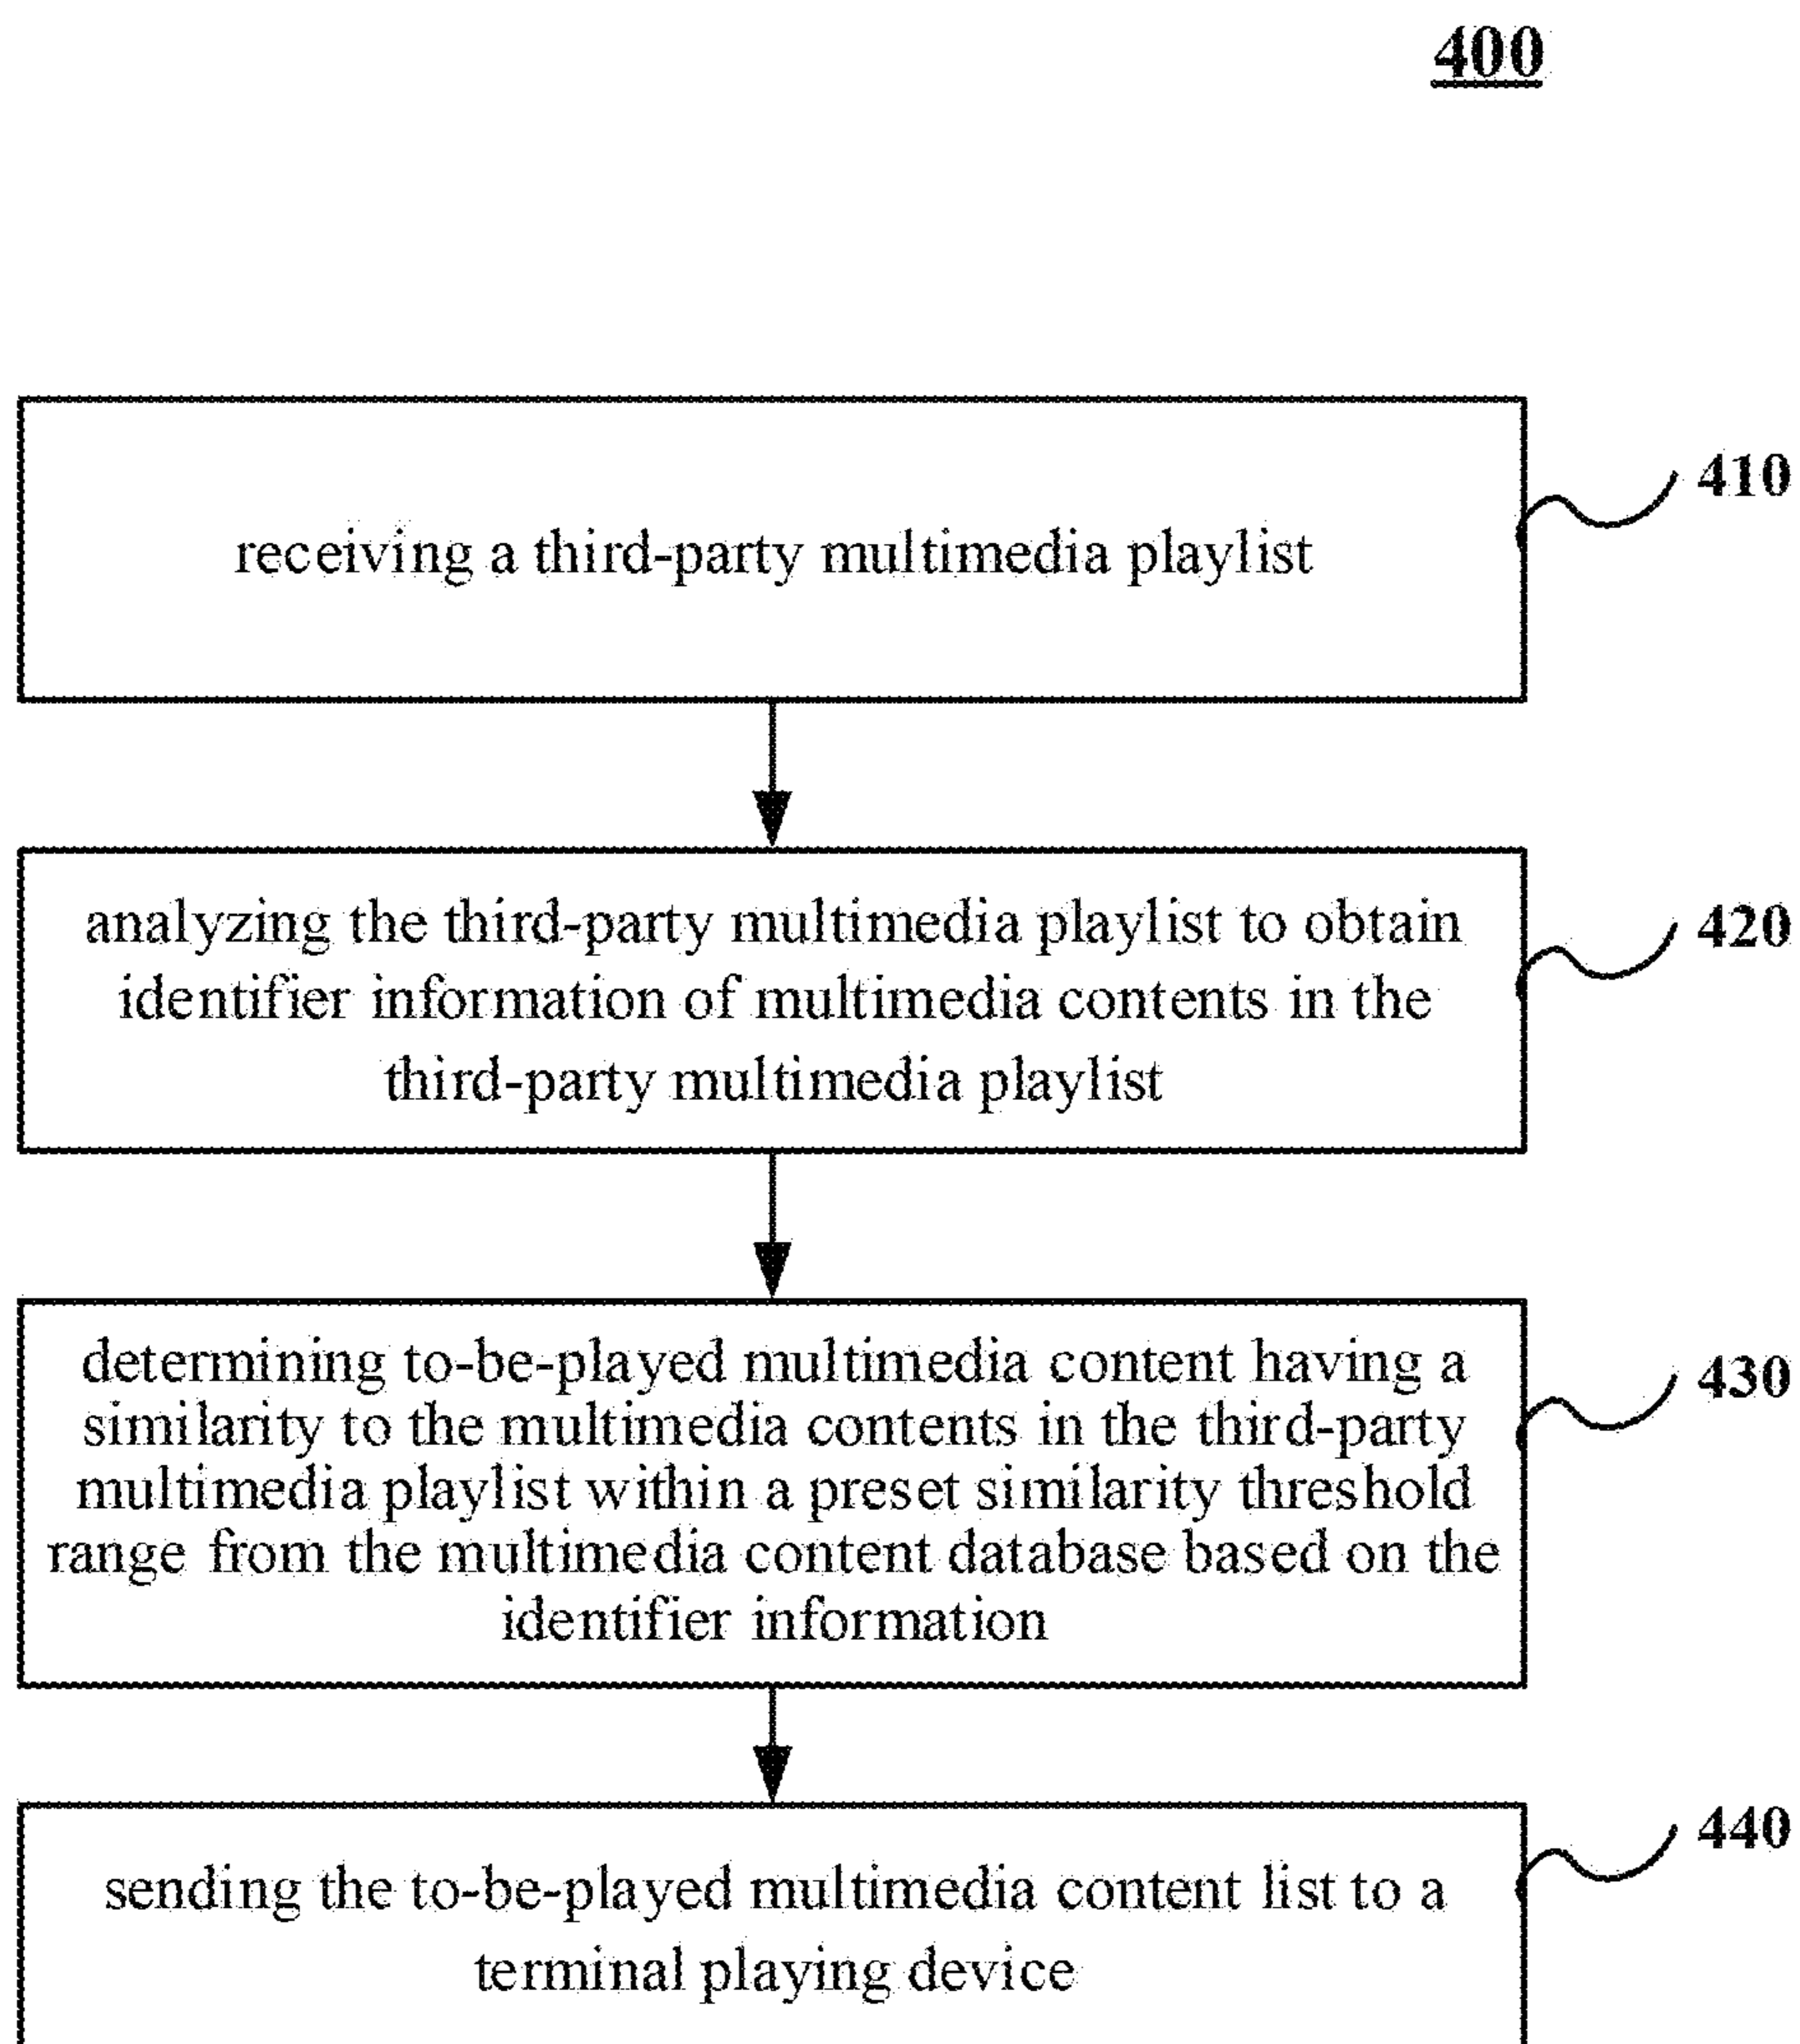 400
receiving a third-party multimedia playlist
410
analyzing the third-party multimedia playlist to obtain
identifier information of multimedia contents in the
third-party multimedia playlist
420
determining to-be-played multimedia content having a
similarity to the multimedia contents in the third-party
multimedia playlist within a preset similarity threshold
range from the multimedia content database based on the
identifier information
430
sending the to-be-played multimedia content list to a
terminal playing device
440